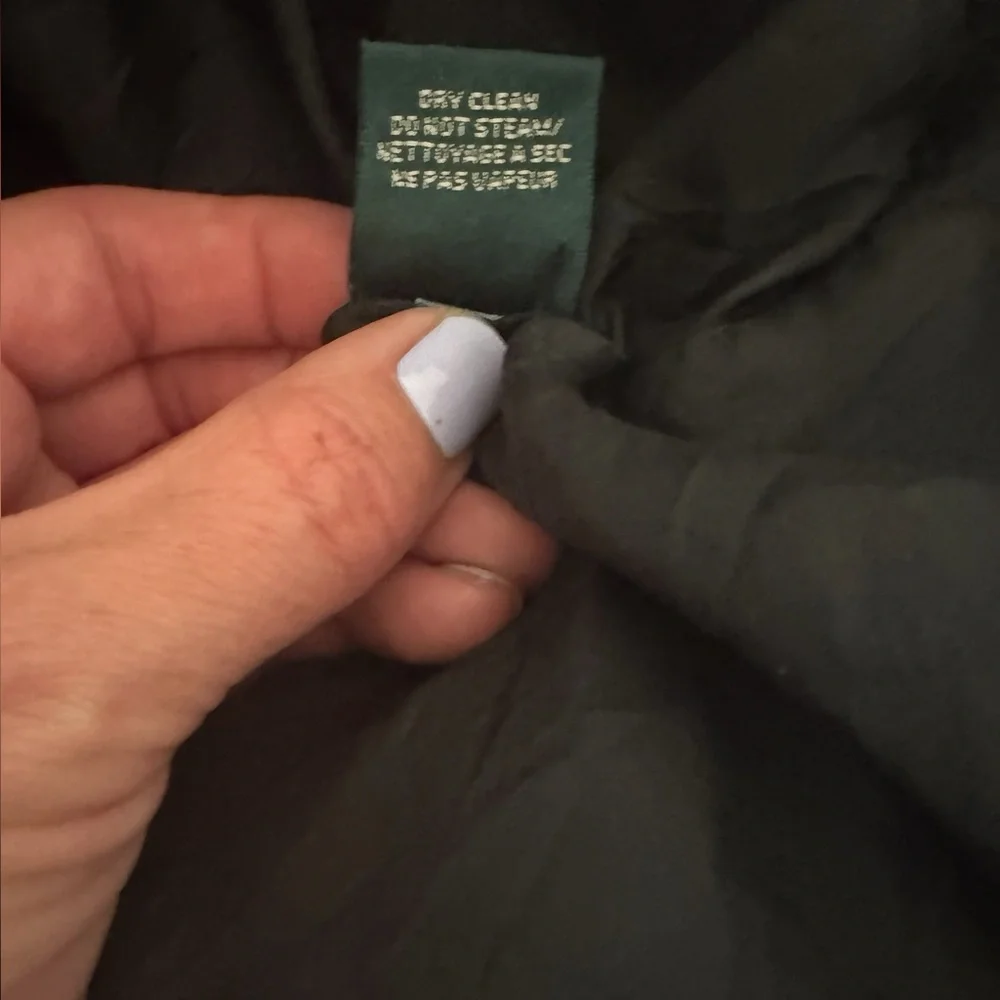 DRY CLEAN
DO NOT STEAM/
NETTOYAGE A SEC
NE PAS VAPEUR